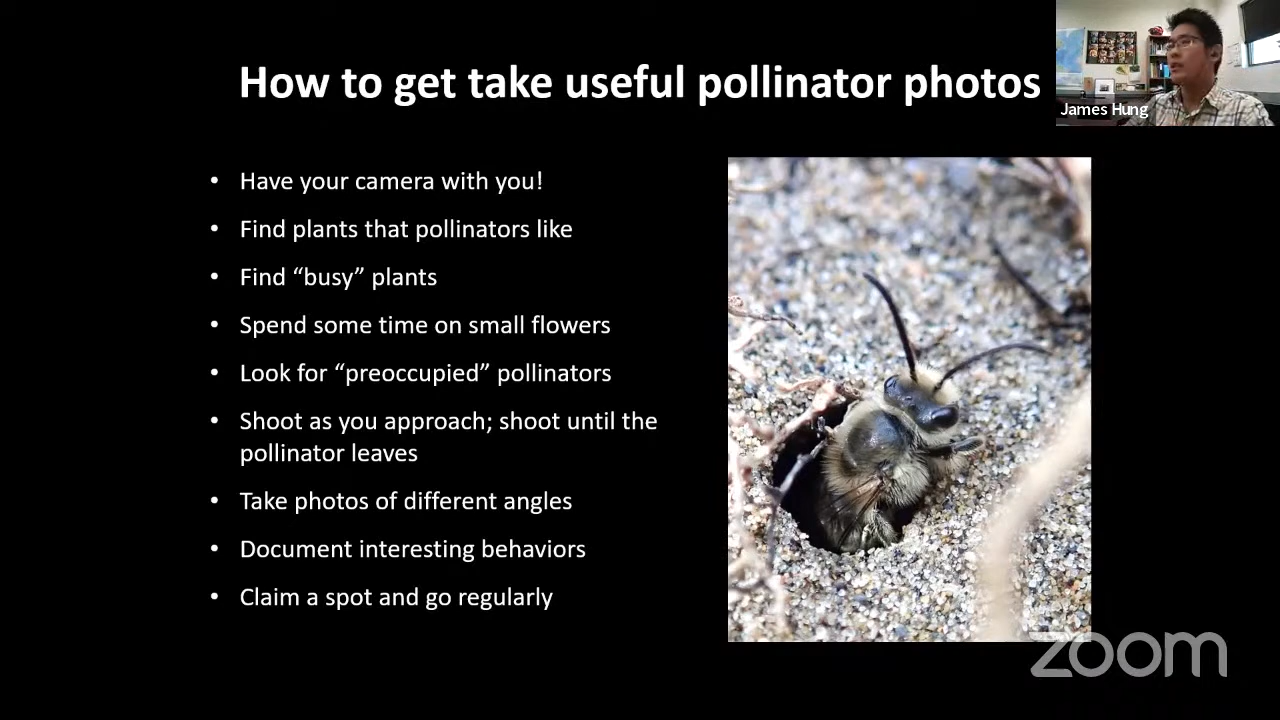 How to get take useful pollinator photos
James Hung
• Have your camera with you!
• Find plants that pollinators like
• Find “busy” plants
• Spend some time on small flowers
• Look for “preoccupied” pollinators
• Shoot as you approach; shoot until the
pollinator leaves
• Take photos of different angles
• Document interesting behaviors
• Claim a spot and go regularly
zoom